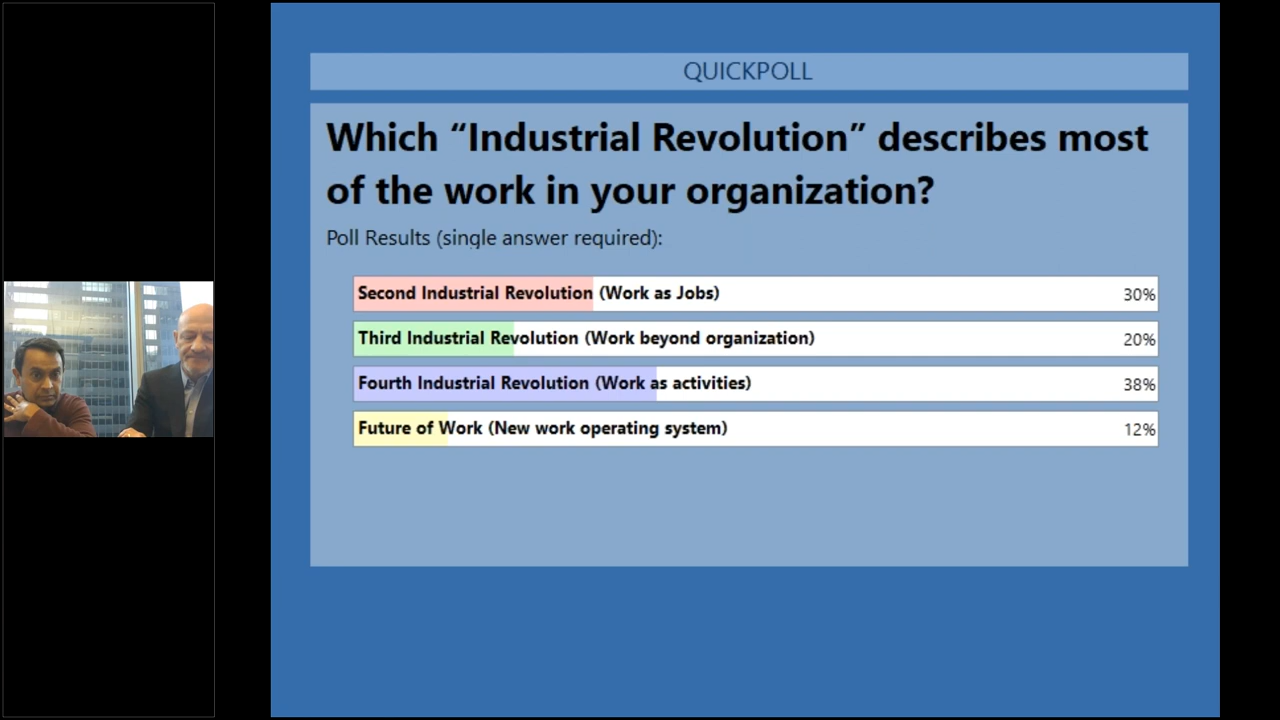 QUICKPOLL
Which “Industrial Revolution” describes most
of the work in your organization?
Poll Results (single answer required):
Second Industrial Revolution (Work as Jobs) 30%
Third Industrial Revolution (Work beyond organization) 20%
Fourth Industrial Revolution (Work as activities) 38%
Future of Work (New work operating system) 12%